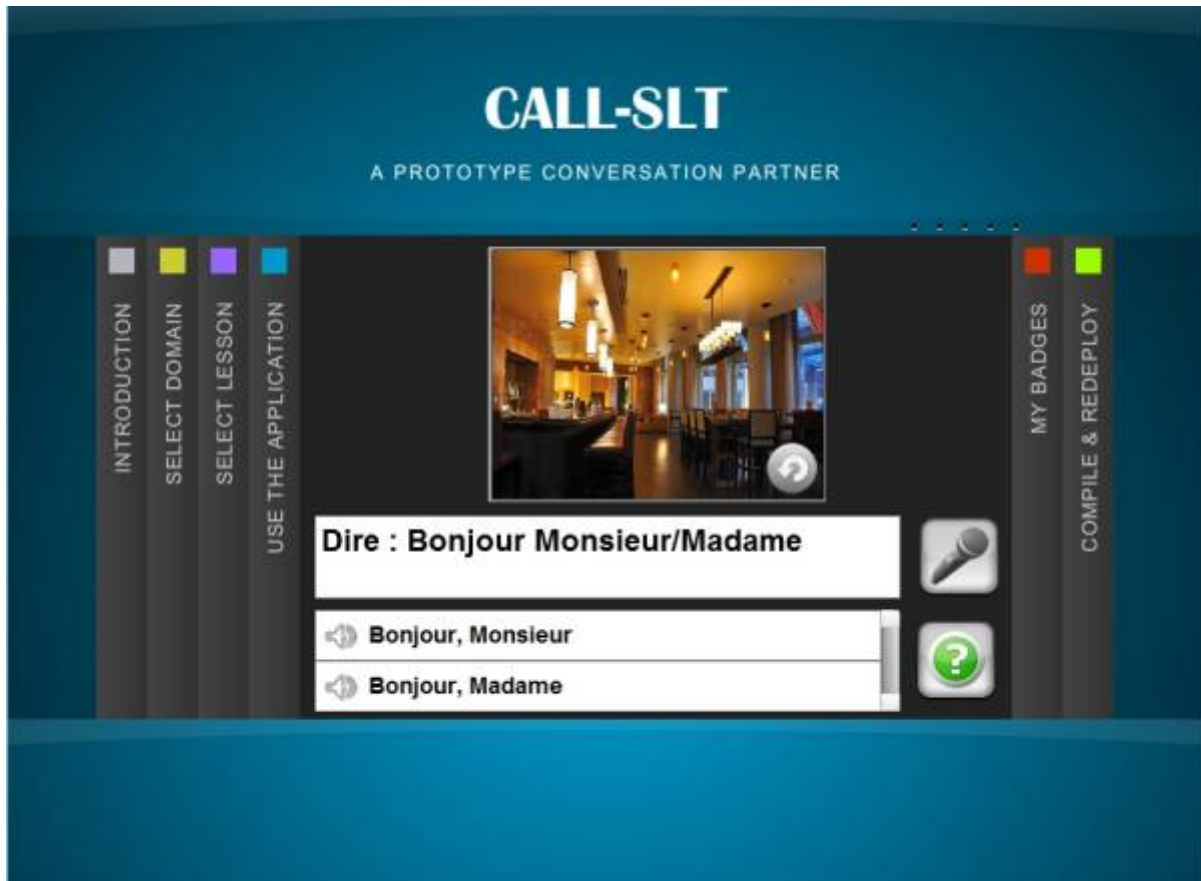 CALL-SLT
A PROTOTYPE CONVERSATION PARTNER
INTRODUCTION
SELECT DOMAIN
SELECT LESSON
USE THE APPLICATION
Dire : Bonjour Monsieur/Madame
Bonjour, Monsieur
Bonjour, Madame
?
MY BADGES
COMPILE & REDEPLOY